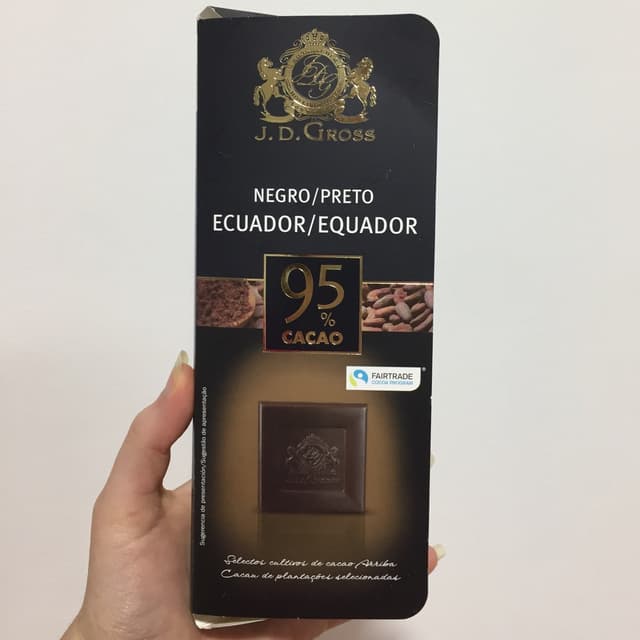 J.D.G
J. D. GROSS
NEGRO/PRETO
ECUADOR/EQUADOR
95
%
CACAO
FAIRTRADE
COCOA PROGRAM
®
Sugerencia de presentación/Sugestão de apresentação
J.D. GROSS
Selectos cultivos de cacao Arriba
Cacau de plantações selecionadas